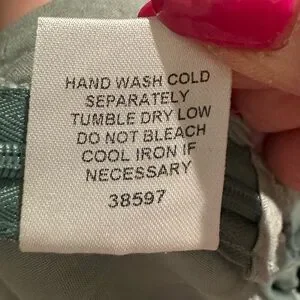 HAND WASH COLD
SEPARATELY
TUMBLE DRY LOW
DO NOT BLEACH
COOL IRON IF
NECESSARY
38597